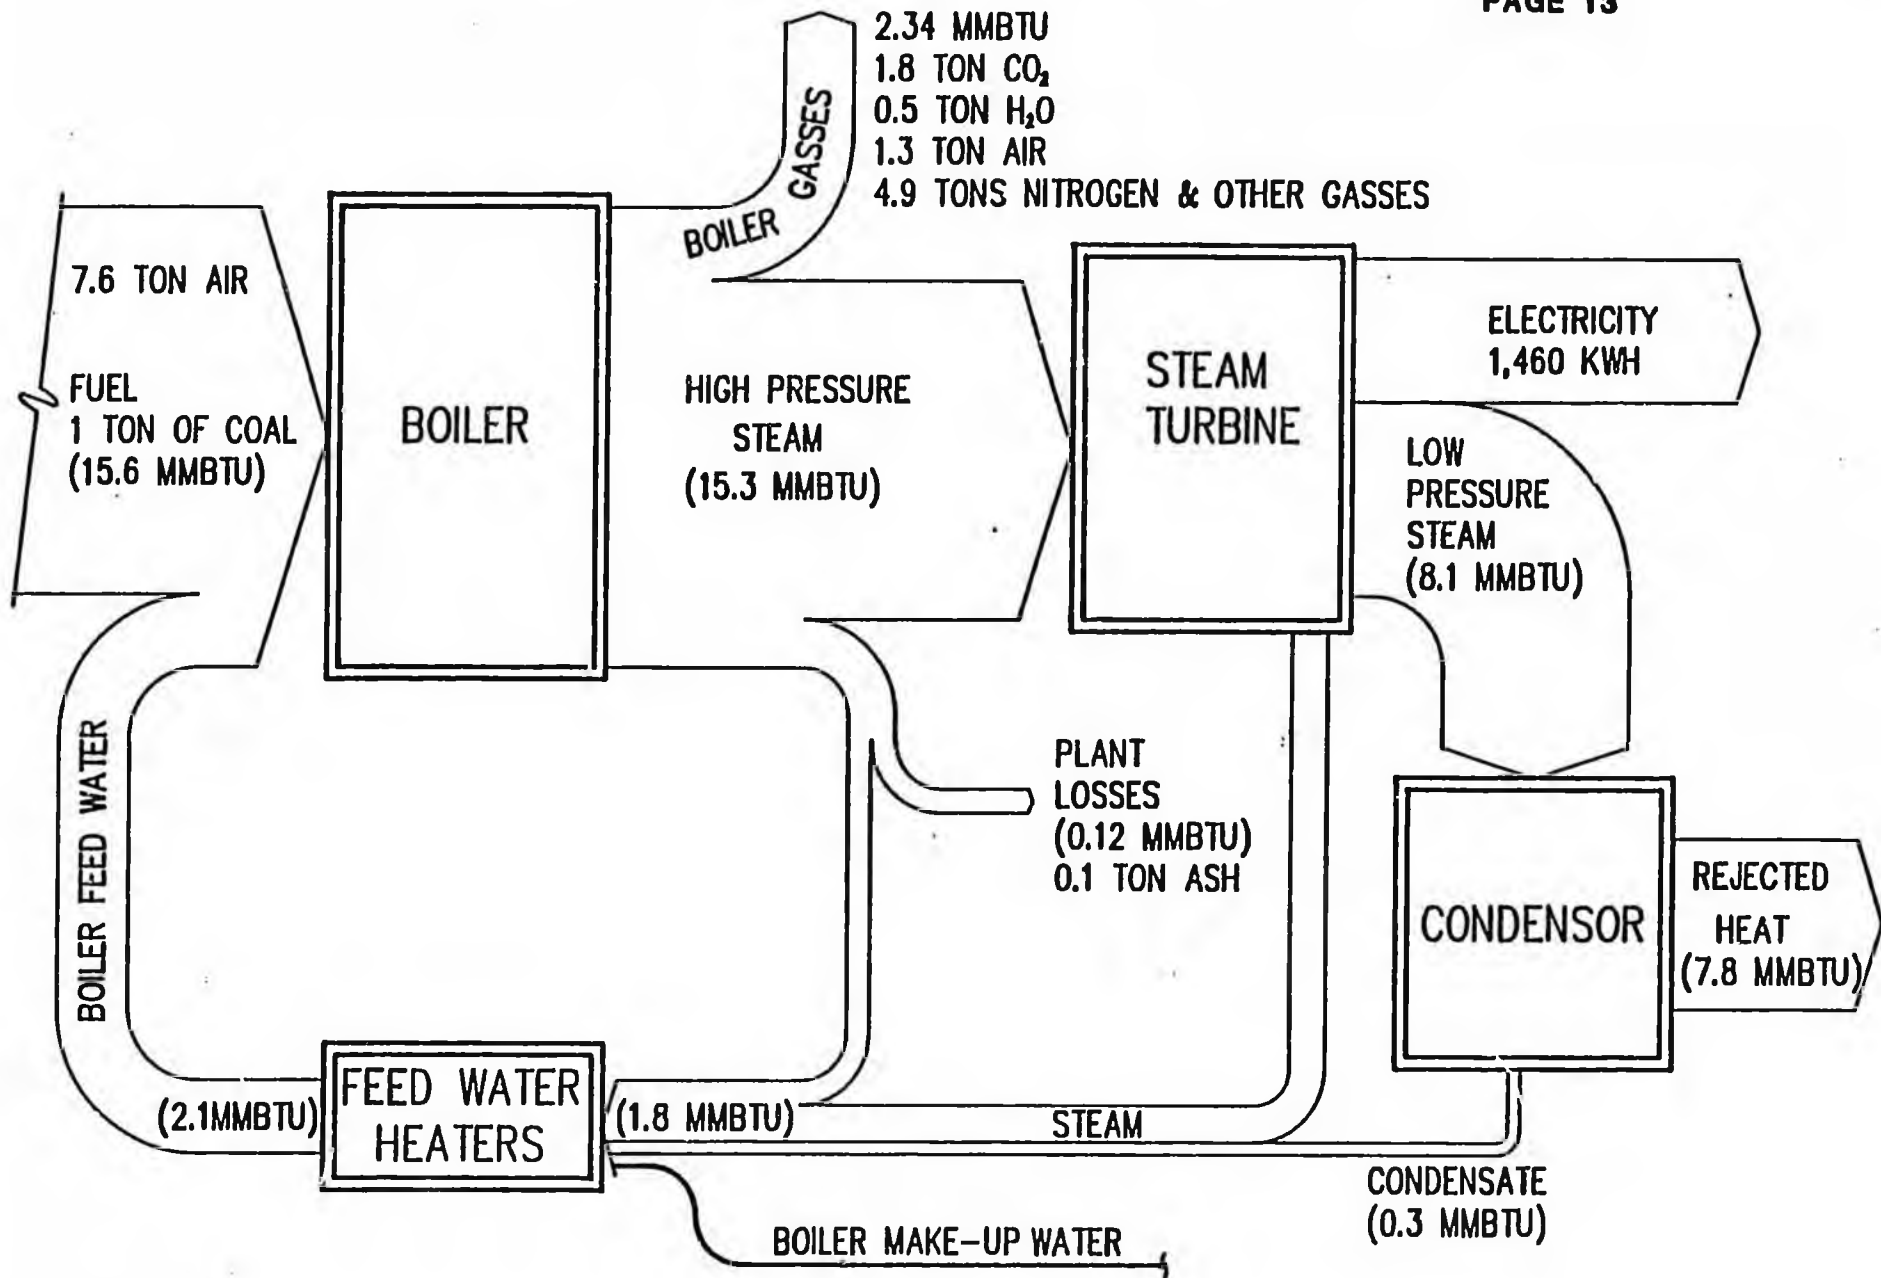 PAGE 13
2.34 MMBTU
1.8 TON CO₂
0.5 TON H₂O
1.3 TON AIR
4.9 TONS NITROGEN & OTHER GASSES
BOILER GASSES
7.6 TON AIR
FUEL
1 TON OF COAL
(15.6 MMBTU)
BOILER
HIGH PRESSURE
STEAM
(15.3 MMBTU)
STEAM
TURBINE
ELECTRICITY
1,460 KWH
LOW
PRESSURE
STEAM
(8.1 MMBTU)
BOILER FEED WATER
PLANT
LOSSES
(0.12 MMBTU)
0.1 TON ASH
CONDENSOR
REJECTED
HEAT
(7.8 MMBTU)
(2.1MMBTU)
FEED WATER
HEATERS
(1.8 MMBTU)
STEAM
CONDENSATE
(0.3 MMBTU)
BOILER MAKE-UP WATER